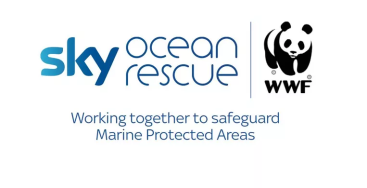 sky ocean rescue
WWF
Working together to safeguard
Marine Protected Areas